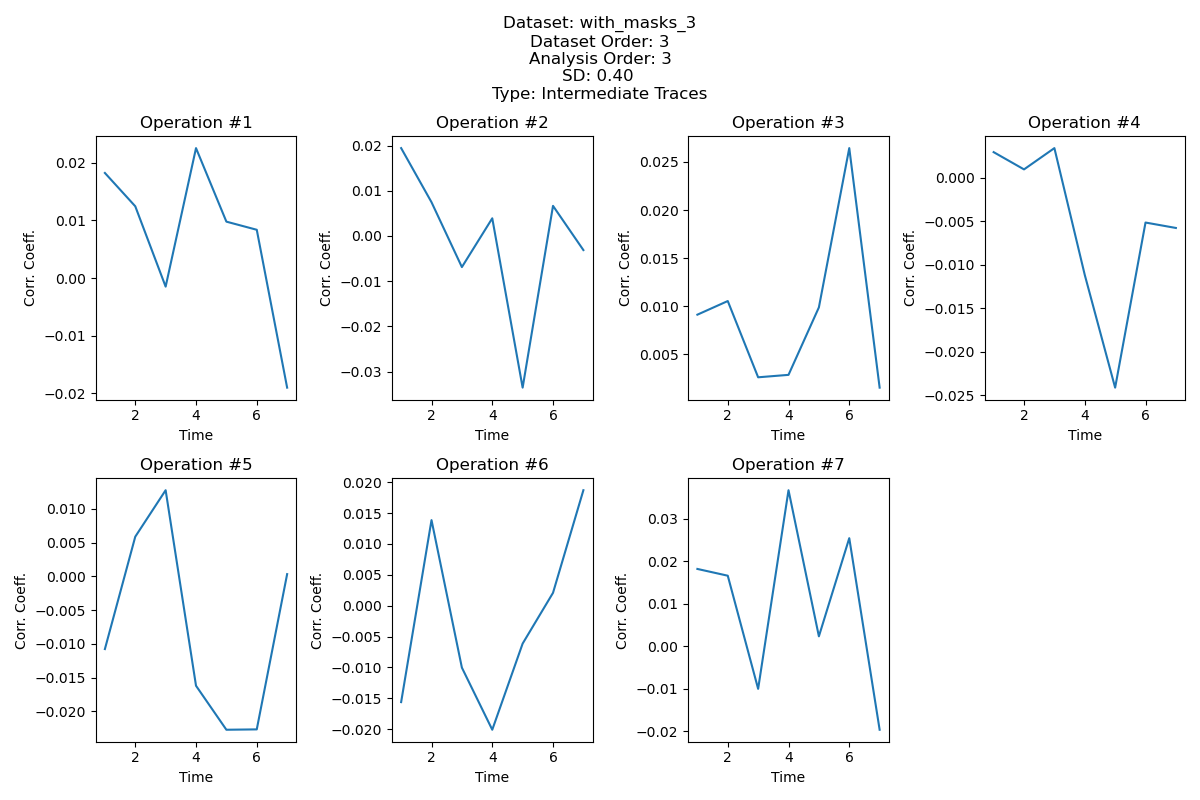 Dataset: with_masks_3
Dataset Order: 3
Analysis Order: 3
SD: 0.40
Type: Intermediate Traces
Operation #1
0.02
0.01
0.00
−0.01
−0.02
Corr. Coeff.
2 4 6
Time
Operation #2
0.02
0.01
0.00
−0.01
−0.02
−0.03
Corr. Coeff.
2 4 6
Time
Operation #3
0.025
0.020
0.015
0.010
0.005
Corr. Coeff.
2 4 6
Time
Operation #4
0.000
−0.005
−0.010
−0.015
−0.020
−0.025
Corr. Coeff.
2 4 6
Time
Operation #5
0.010
0.005
0.000
−0.005
−0.010
−0.015
−0.020
Corr. Coeff.
2 4 6
Time
Operation #6
0.020
0.015
0.010
0.005
0.000
−0.005
−0.010
−0.015
−0.020
Corr. Coeff.
2 4 6
Time
Operation #7
0.03
0.02
0.01
0.00
−0.01
−0.02
Corr. Coeff.
2 4 6
Time